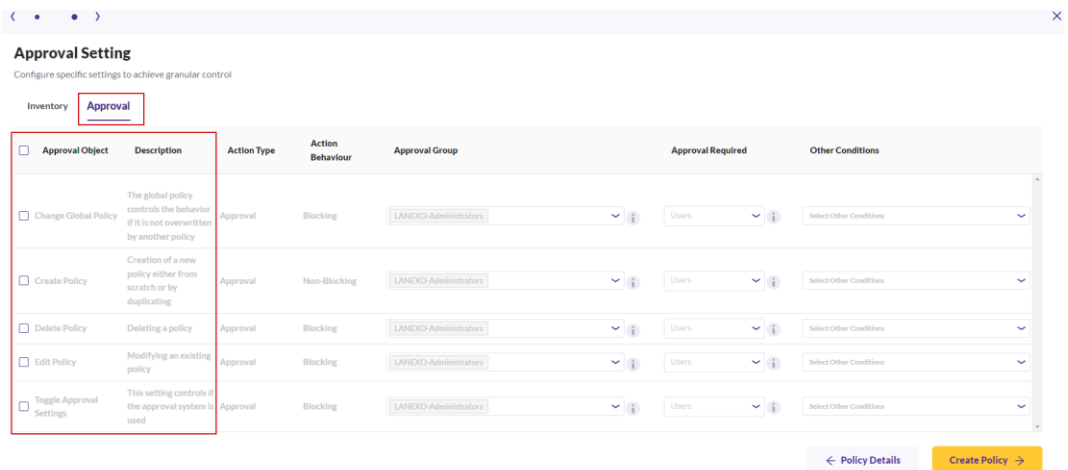 Approval Setting
Configure specific settings to achieve granular control
Inventory Approval
Approval Object Description Action Type Action Behaviour Approval Group Approval Required Other Conditions
Change Global Policy The global policy controls the behavior if it is not overwritten by another policy Approval Blocking LANEXO-Administrators Users Select Other Conditions
Create Policy Creation of a new policy either from scratch or by duplicating Approval Non-Blocking LANEXO-Administrators Users Select Other Conditions
Delete Policy Deleting a policy Approval Blocking LANEXO-Administrators Users Select Other Conditions
Edit Policy Modifying an existing policy Approval Blocking LANEXO-Administrators Users Select Other Conditions
Toggle Approval Settings This setting controls if the approval system is used Approval Blocking LANEXO-Administrators Users Select Other Conditions
← Policy Details Create Policy →